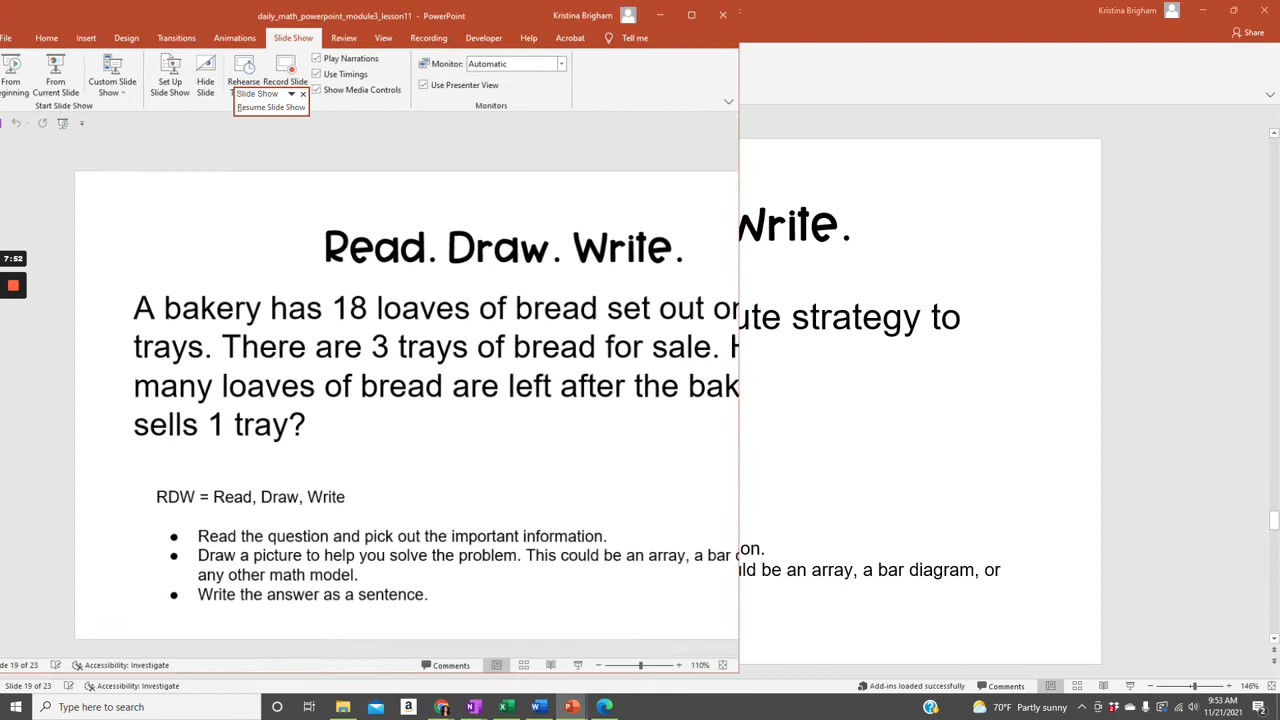 daily_math_powerpoint_module3_lesson11 - PowerPoint
Kristina Brigham
Kristina Brigham
File Home Insert Design Transitions Animations Slide Show Review View Recording Developer Help Acrobat Tell me
Share
From
From
Custom Slide
Set Up
Hide
Rehearse
Record Slide
Current Slide
Show
Slide Show
Slide
Play Narrations
Use Timings
Show Media Controls
Monitor: Automatic
Use Presenter View
Start Slide Show
Monitors
Slide Show
Resume Slide Show
7:52
Read. Draw. Write.
Write.
A bakery has 18 loaves of bread set out on
trays. There are 3 trays of bread for sale. H
many loaves of bread are left after the bak
sells 1 tray?
ute strategy to
RDW = Read, Draw, Write
● Read the question and pick out the important information.
● Draw a picture to help you solve the problem. This could be an array, a bar
any other math model.
● Write the answer as a sentence.
on.
uld be an array, a bar diagram, or
de 19 of 23 Accessibility: Investigate Comments 110%
Slide 19 of 23 Accessibility: Investigate Add-ins loaded successfully Comments 146%
Type here to search
70°F Partly sunny
9:53 AM
11/21/2021